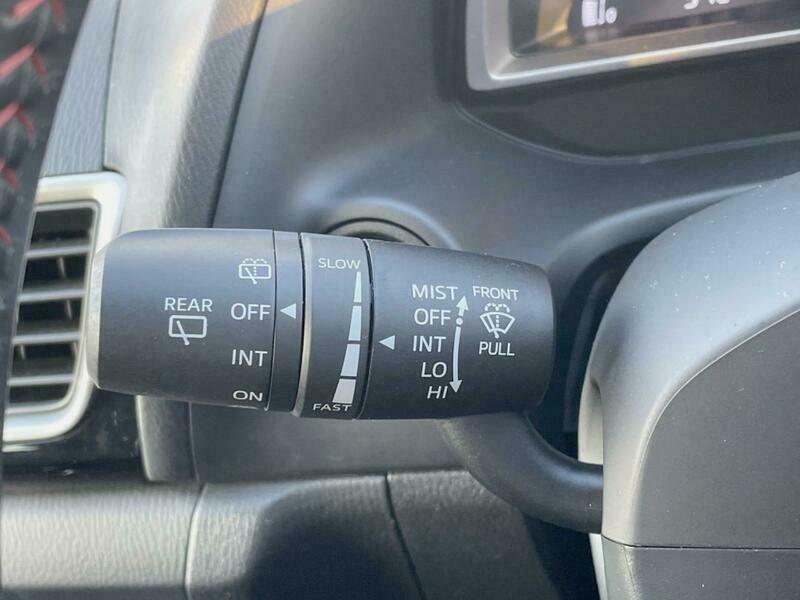 REAR
OFF
INT
ON
SLOW
FAST
MIST
OFF
INT
LO
HI
FRONT
PULL